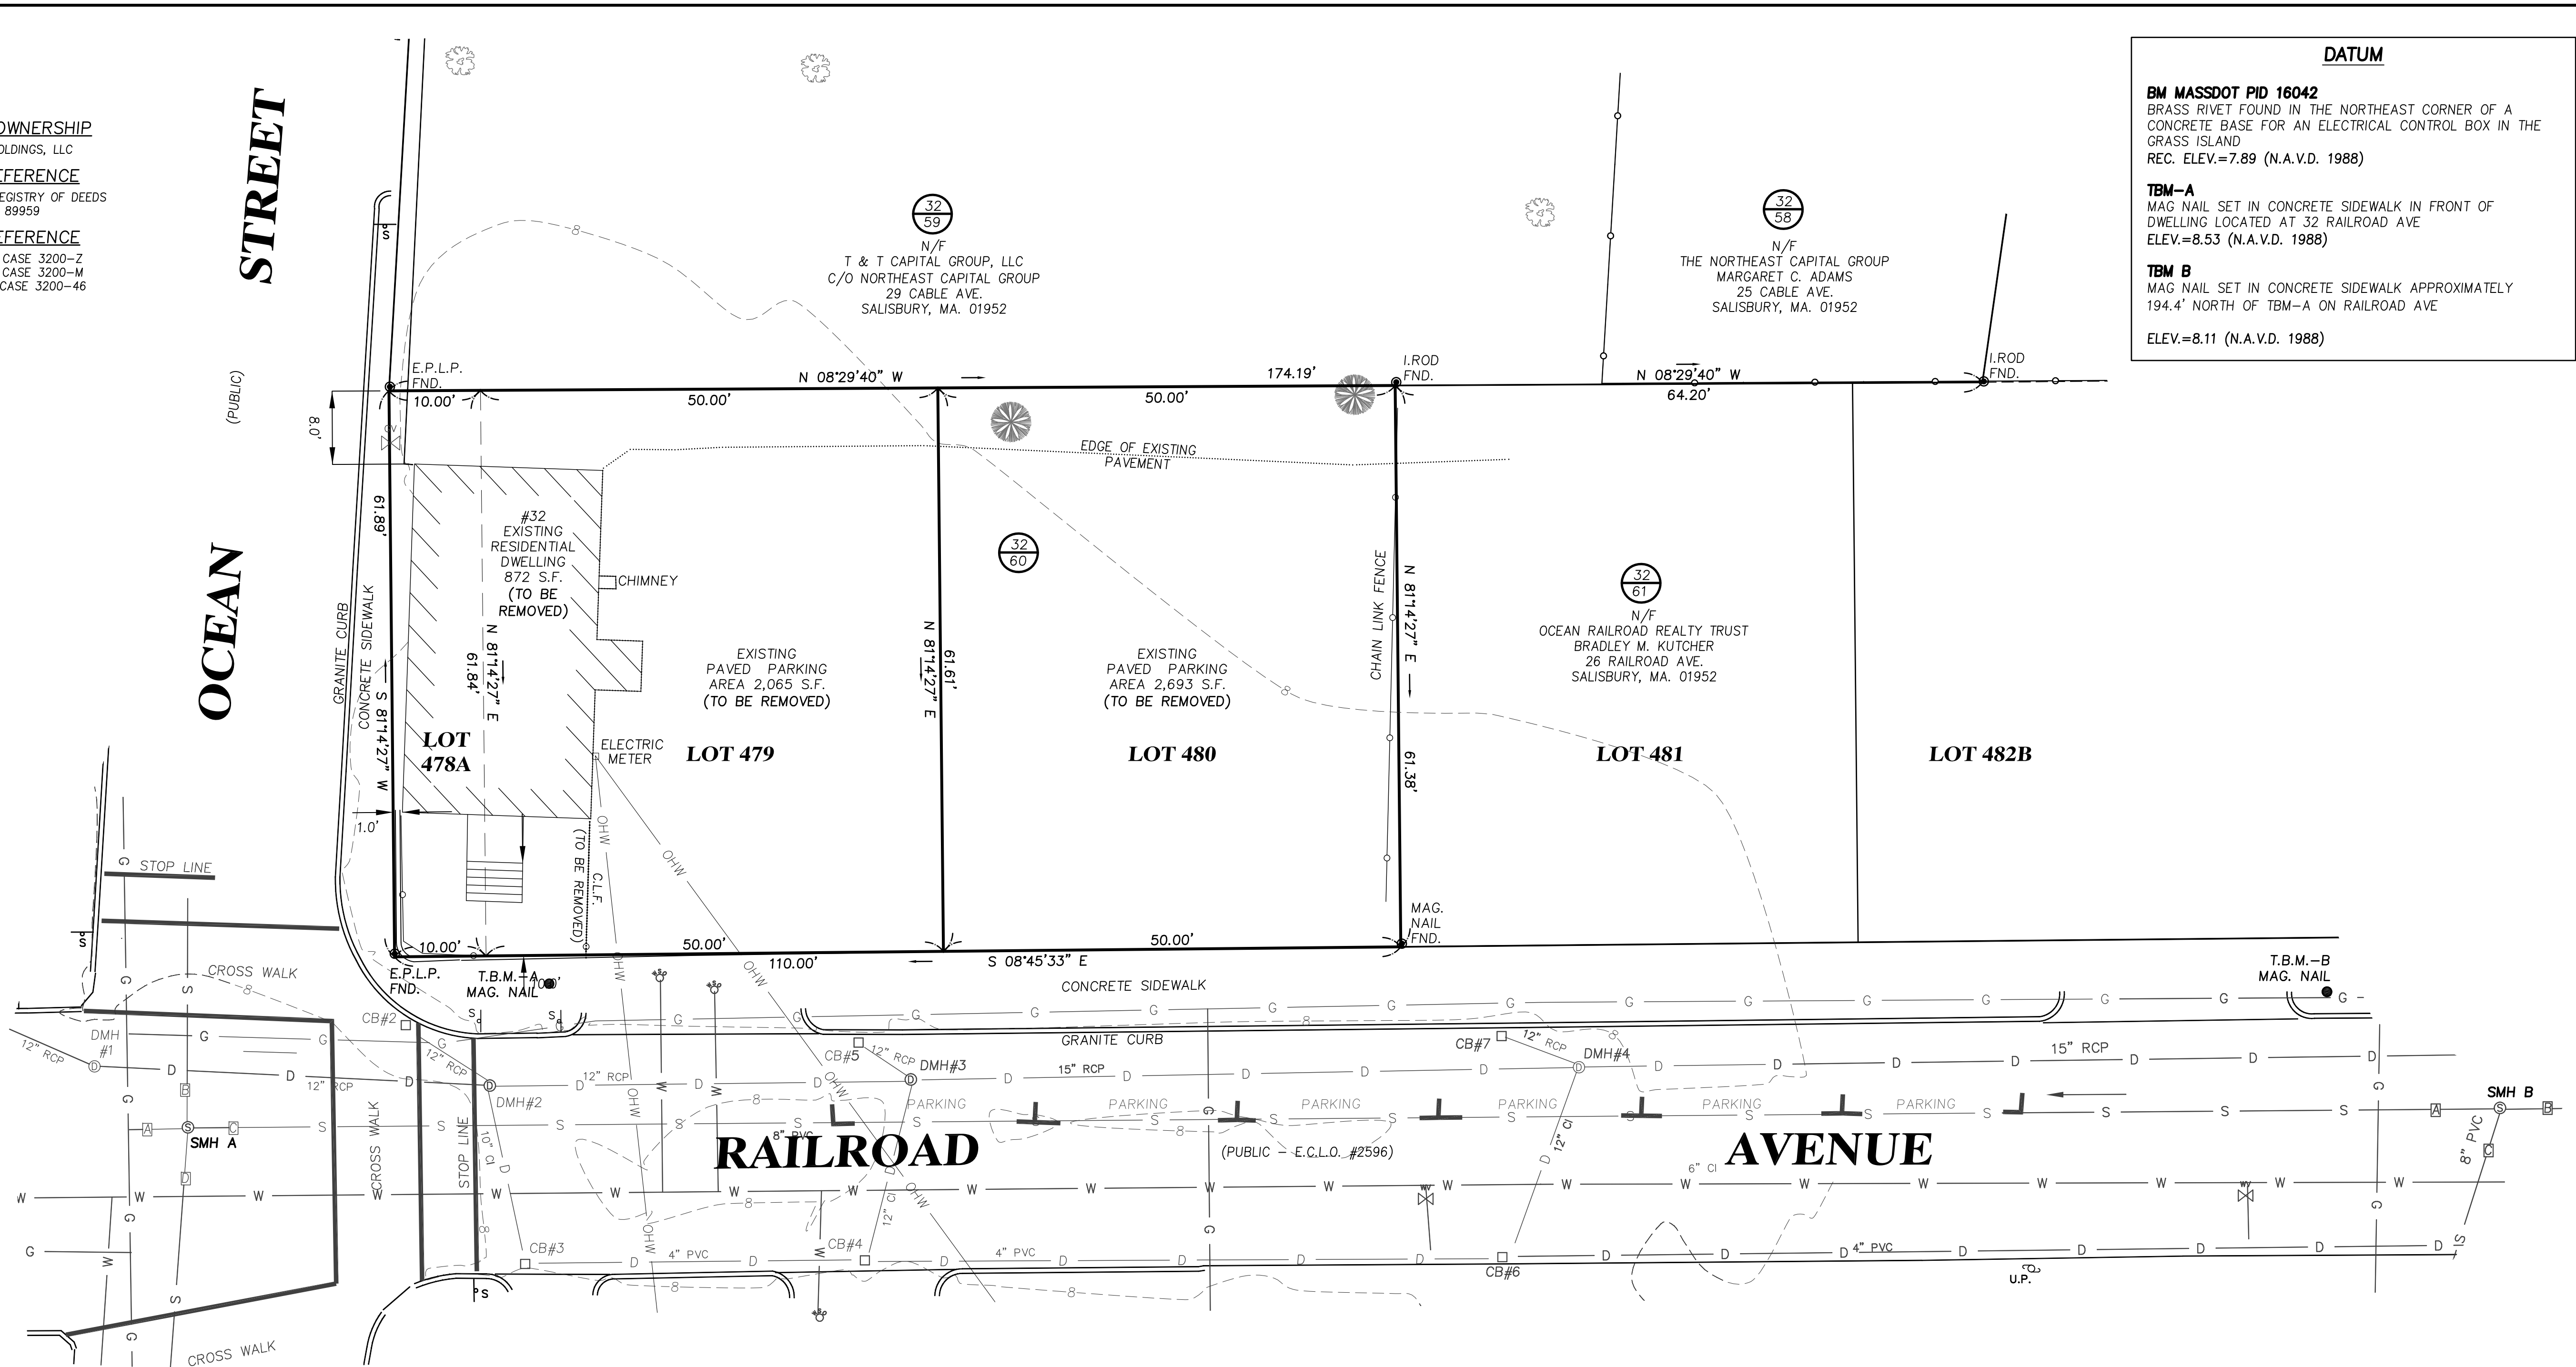 OWNERSHIP
OLDINGS, LLC
EFERENCE
EGISTRY OF DEEDS
89959
EFERENCE
CASE 3200-Z
CASE 3200-M
CASE 3200-46
OCEAN STREET
(PUBLIC)
DATUM
BM MASSDOT PID 16042
BRASS RIVET FOUND IN THE NORTHEAST CORNER OF A
CONCRETE BASE FOR AN ELECTRICAL CONTROL BOX IN THE
GRASS ISLAND
REC. ELEV.=7.89 (N.A.V.D. 1988)
TBM-A
MAG NAIL SET IN CONCRETE SIDEWALK IN FRONT OF
DWELLING LOCATED AT 32 RAILROAD AVE
ELEV.=8.53 (N.A.V.D. 1988)
TBM B
MAG NAIL SET IN CONCRETE SIDEWALK APPROXIMATELY
194.4' NORTH OF TBM-A ON RAILROAD AVE
ELEV.=8.11 (N.A.V.D. 1988)
8
32
59
N/F
T & T CAPITAL GROUP, LLC
C/O NORTHEAST CAPITAL GROUP
29 CABLE AVE.
SALISBURY, MA. 01952
32
58
N/F
THE NORTHEAST CAPITAL GROUP
MARGARET C. ADAMS
25 CABLE AVE.
SALISBURY, MA. 01952
E.P.L.P.
FND.
N 08°29'40" W
174.19'
I.ROD
FND.
N 08°29'40" W
I.ROD
FND.
10.00'
50.00'
50.00'
64.20'
8.0'
GV
EDGE OF EXISTING
PAVEMENT
61.89'
S 81°14'27" W
GRANITE CURB
CONCRETE SIDEWALK
#32
EXISTING
RESIDENTIAL
DWELLING
872 S.F.
(TO BE
REMOVED)
CHIMNEY
N 81°14'27" E
61.84'
32
60
EXISTING
PAVED PARKING
AREA 2,065 S.F.
(TO BE REMOVED)
N 81°14'27" E
61.61'
EXISTING
PAVED PARKING
AREA 2,693 S.F.
(TO BE REMOVED)
CHAIN LINK FENCE
N 81°14'27" E
61.38'
32
61
N/F
OCEAN RAILROAD REALTY TRUST
BRADLEY M. KUTCHER
26 RAILROAD AVE.
SALISBURY, MA. 01952
8
LOT
478A
ELECTRIC
METER
LOT 479
LOT 480
LOT 481
LOT 482B
1.0'
C.L.F.
(TO BE REMOVED)
OHW
OHW
STOP LINE
10.00'
50.00'
50.00'
110.00'
S 08°45'33" E
MAG.
NAIL
FND.
E.P.L.P.
FND.
T.B.M.-A
MAG. NAIL
T.B.M.-B
MAG. NAIL
CROSS WALK
8
CONCRETE SIDEWALK
GRANITE CURB
CB#2
DMH
#1
12" RCP
12" RCP
12" RCP
DMH#2
12" RCP
CB#5
12" RCP
DMH#3
15" RCP
CB#7
12" RCP
DMH#4
15" RCP
PARKING
PARKING
PARKING
PARKING
PARKING
PARKING
SMH A
SMH B
8" PVC
8" PVC
CROSS WALK
STOP LINE
10" CI
RAILROAD AVENUE
(PUBLIC - E.C.L.O. #2596)
12" CI
12" CI
6" CI
WV
WV
CB#3
4" PVC
CB#4
4" PVC
CB#6
4" PVC
U.P.
CROSS WALK